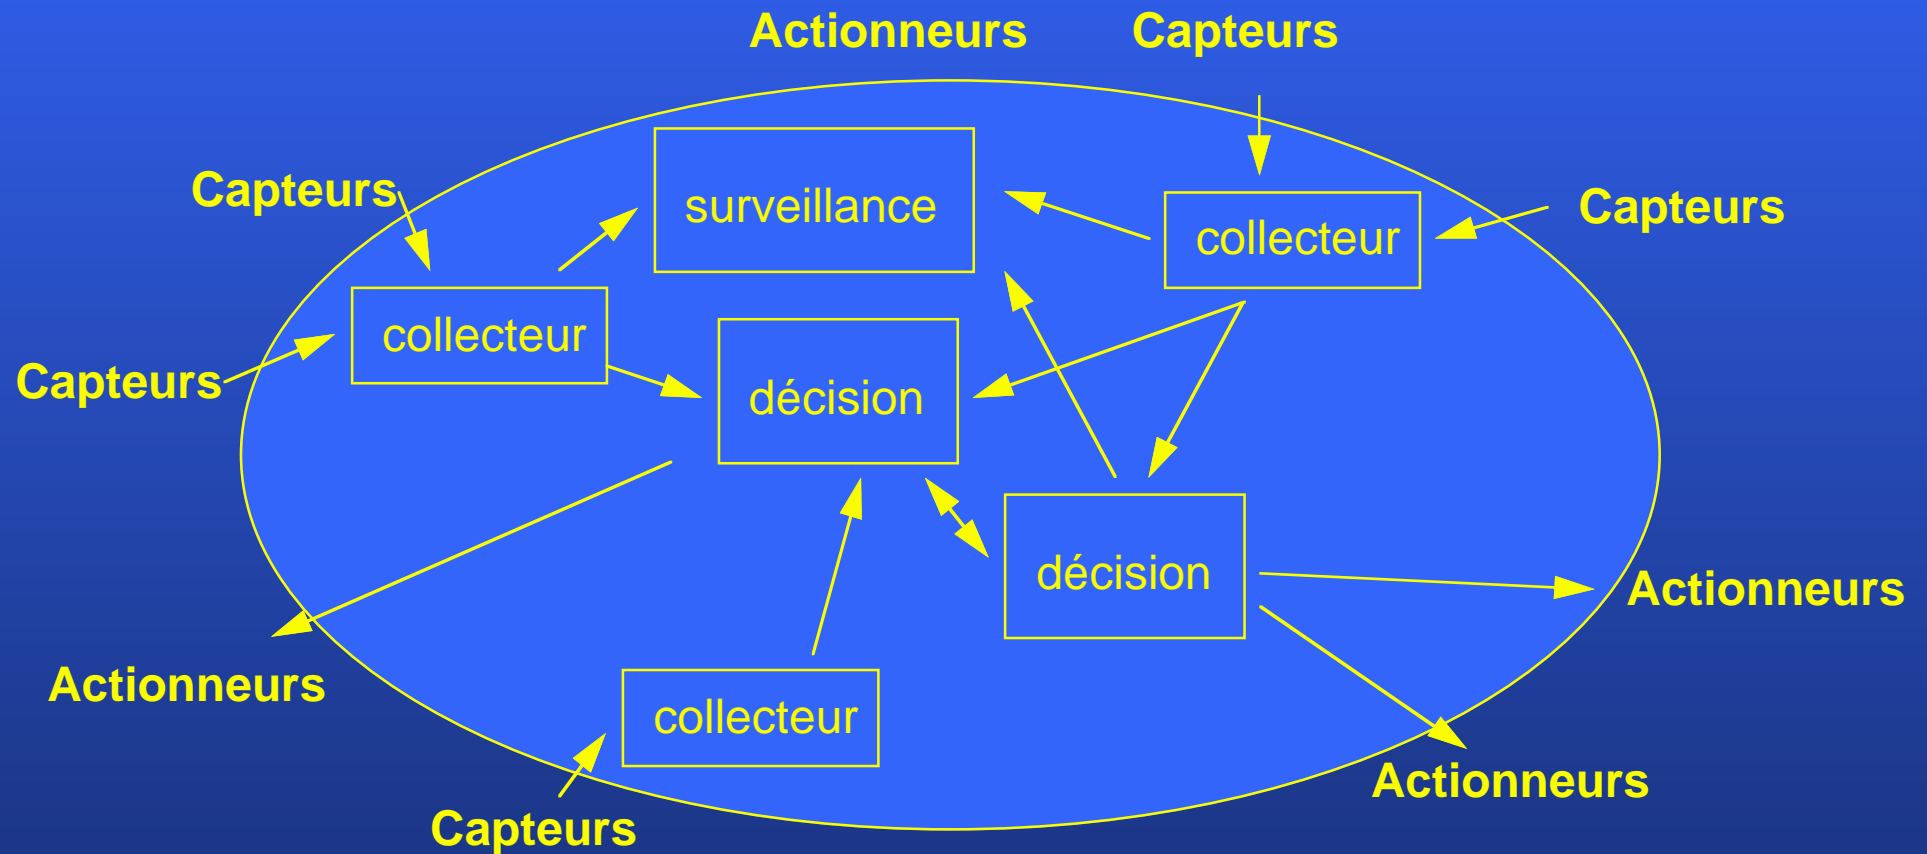 Actionneurs
Capteurs
Capteurs
surveillance
collecteur
Capteurs
collecteur
Capteurs
décision
décision
Actionneurs
Actionneurs
collecteur
Actionneurs
Capteurs